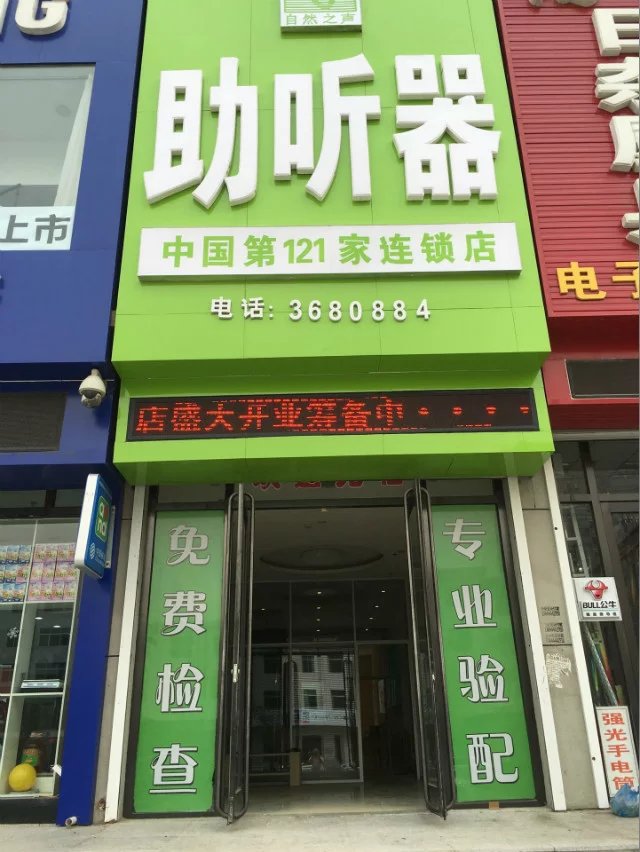 自然之声
助听器
中国第121家连锁店
电话: 3680884
店盛大开业筹备中····
免费检查
专业验配
上市
电子
BULL公牛
强光手电筒